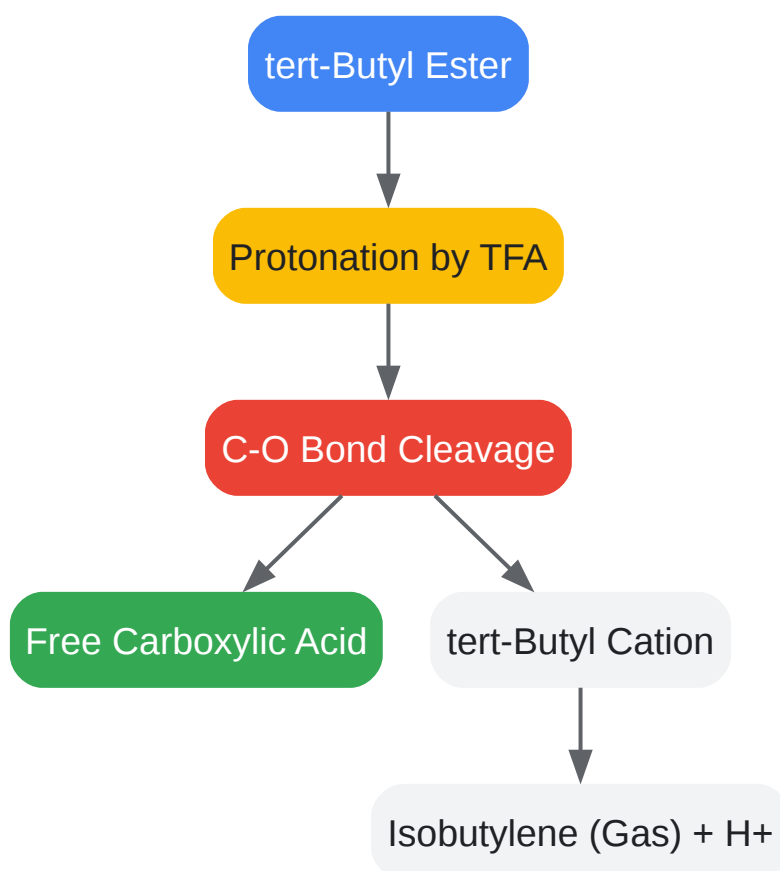 tert-Butyl Ester
Protonation by TFA
C-O Bond Cleavage
Free Carboxylic Acid
tert-Butyl Cation
Isobutylene (Gas) + H+